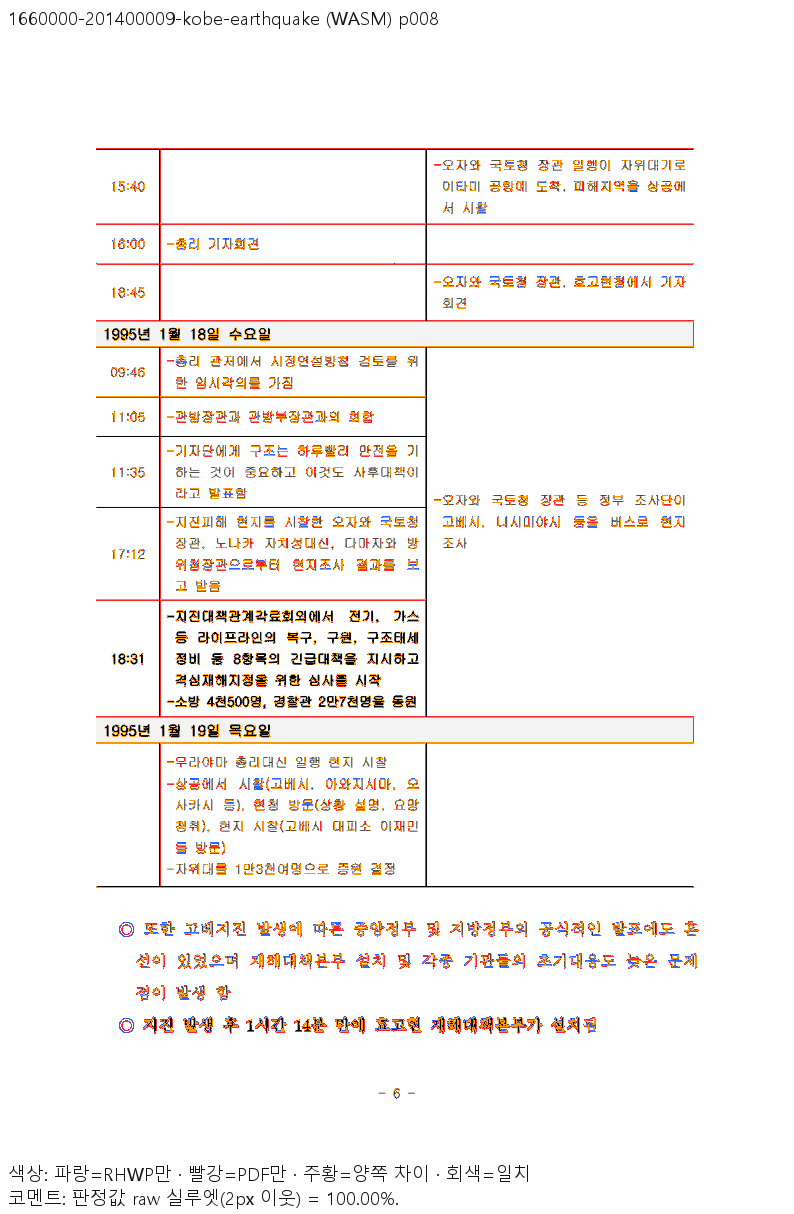 1660000-201400009-kobe-earthquake (WASM) p008
15:40
-오자와 국토청 장관 일행이 자위대기로
이타미 공항에 도착, 피해지역을 상공에
서 시찰
16:00
-총리 기자회견
18:45
-오자와 국토청 장관, 효고현청에서 기자
회견
1995년 1월 18일 수요일
09:46
-총리 관저에서 시정연설방침 검토를 위
한 임시각의를 가짐
11:05
-관방장관과 관방부장관과의 회합
11:35
-기자단에게 구조는 하루빨리 만전을 기
하는 것이 중요하고 이것도 사후대책이
라고 발표함
-오자와 국토청 장관 등 정부 조사단이
고베시, 니시미야시 등을 버스로 현지
조사
17:12
-지진피해 현지를 시찰한 오자와 국토청
장관, 노나카 자치성대신, 다마자와 방
위청장관으로부터 현지조사 결과를 보
고 받음
18:31
-지진대책관계각료회의에서 전기, 가스
등 라이프라인의 복구, 구원, 구조태세
정비 등 8항목의 긴급대책을 지시하고
격심재해지정을 위한 심사를 시작
-소방 4천500명, 경찰관 2만7천명을 동원
1995년 1월 19일 목요일
-무라야마 총리대신 일행 현지 시찰
-상공에서 시찰(고베시, 아와지시마, 오
사카시 등), 현청 방문(상황 설명, 요망
청취), 현지 시찰(고베시 대피소 이재민
들 방문)
-자위대를 1만3천여명으로 증원 결정
◎ 또한 고베지진 발생에 따른 중앙정부 및 지방정부의 공식적인 발표에도 혼
선이 있었으며 재해대책본부 설치 및 각종 기관들의 초기대응도 늦은 문제
점이 발생 함
◎ 지진 발생 후 1시간 14분 만에 효고현 재해대책본부가 설치됨
- 6 -
색상: 파랑=RHWP만 · 빨강=PDF만 · 주황=양쪽 차이 · 회색=일치
코멘트: 판정값 raw 실루엣(2px 이웃) = 100.00%.